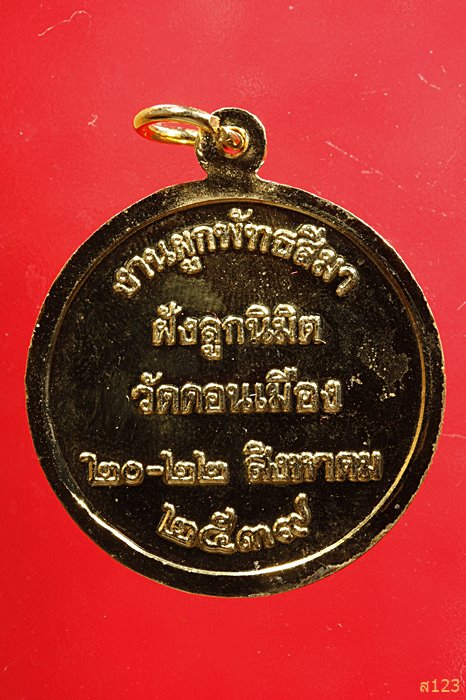 งานผูกพัทธสีมา
ฝังลูกนิมิต
วัดดอนเมือง
๒๐-๒๒ สิงหาคม
๒๕๓๙
ส123